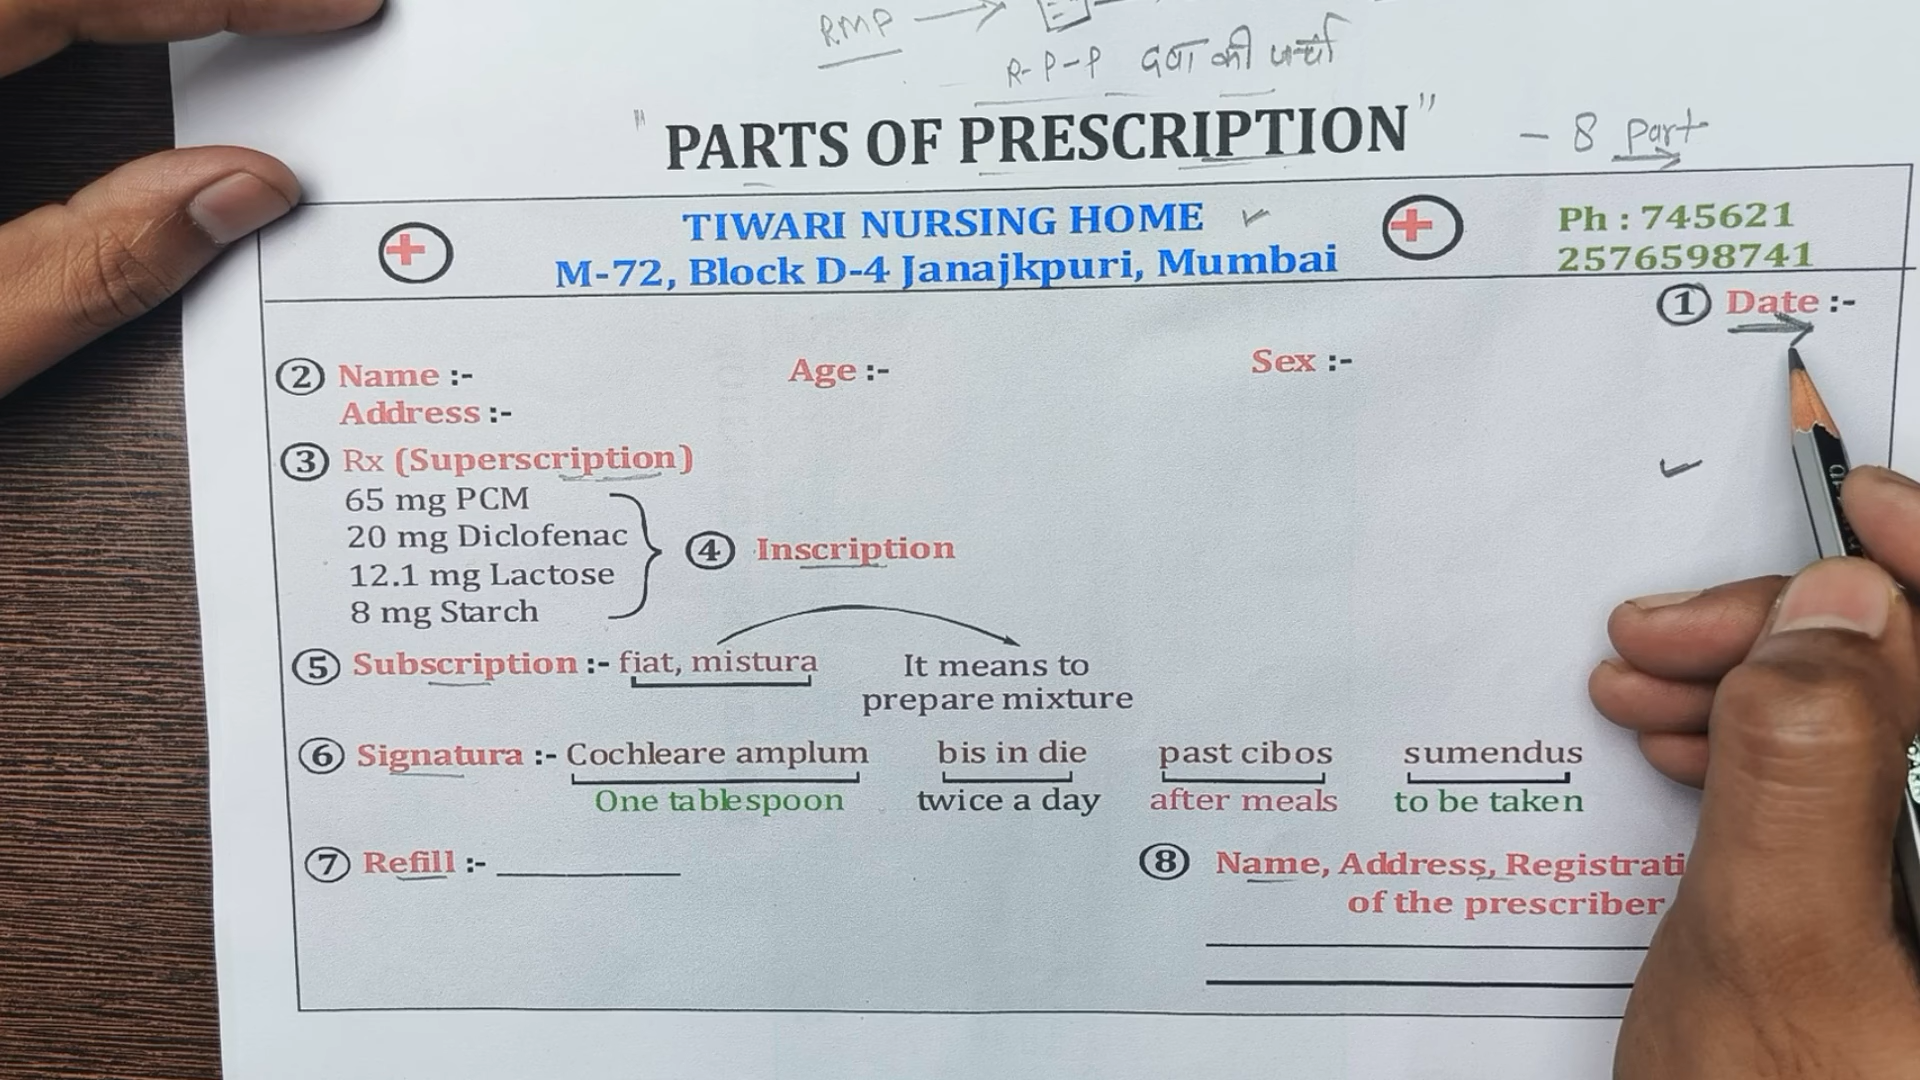 RMP
R-P-P दवा की पर्ची
" PARTS OF PRESCRIPTION " - 8 Part
TIWARI NURSING HOME
M-72, Block D-4 Janajkpuri, Mumbai
Ph : 745621
2576598741
1 Date :-
2 Name :- Age :- Sex :-
Address :-
3 Rx (Superscription)
65 mg PCM
20 mg Diclofenac
12.1 mg Lactose
8 mg Starch
4 Inscription
5 Subscription :- fiat, mistura It means to
prepare mixture
6 Signatura :- Cochleare amplum bis in die past cibos sumendus
One tablespoon twice a day after meals to be taken
7 Refill :-
8 Name, Address, Registrati
of the prescriber